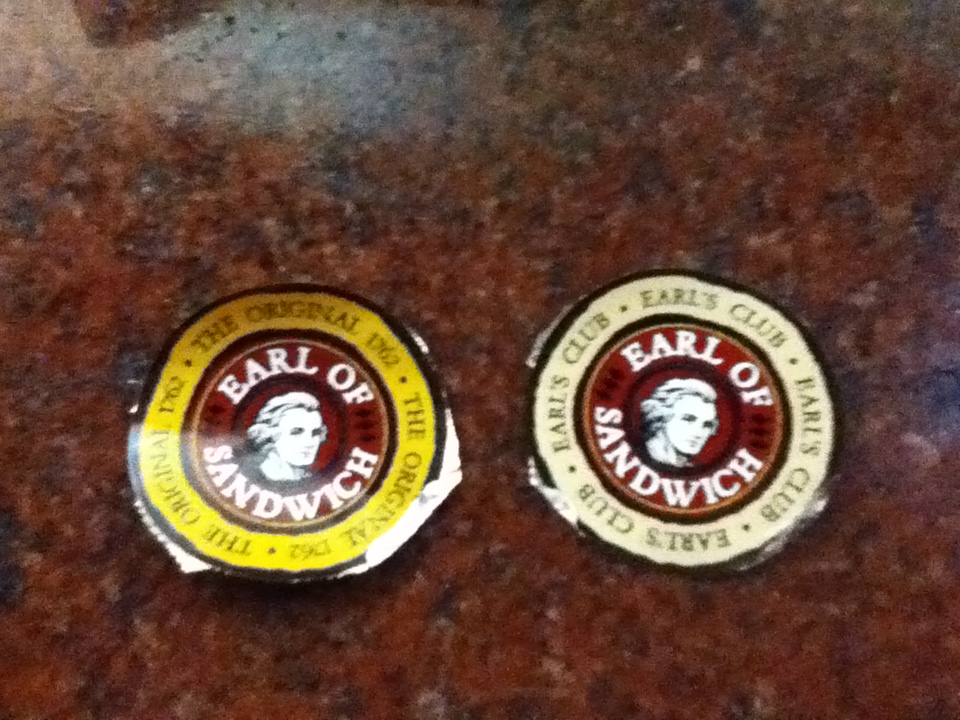 THE ORIGINAL 1762 • THE ORIGINAL 1762 • THE ORIGINAL 1762 •
EARL OF
SANDWICH
EARL'S CLUB • EARL'S CLUB • EARL'S CLUB • EARL'S CLUB •
EARL OF
SANDWICH